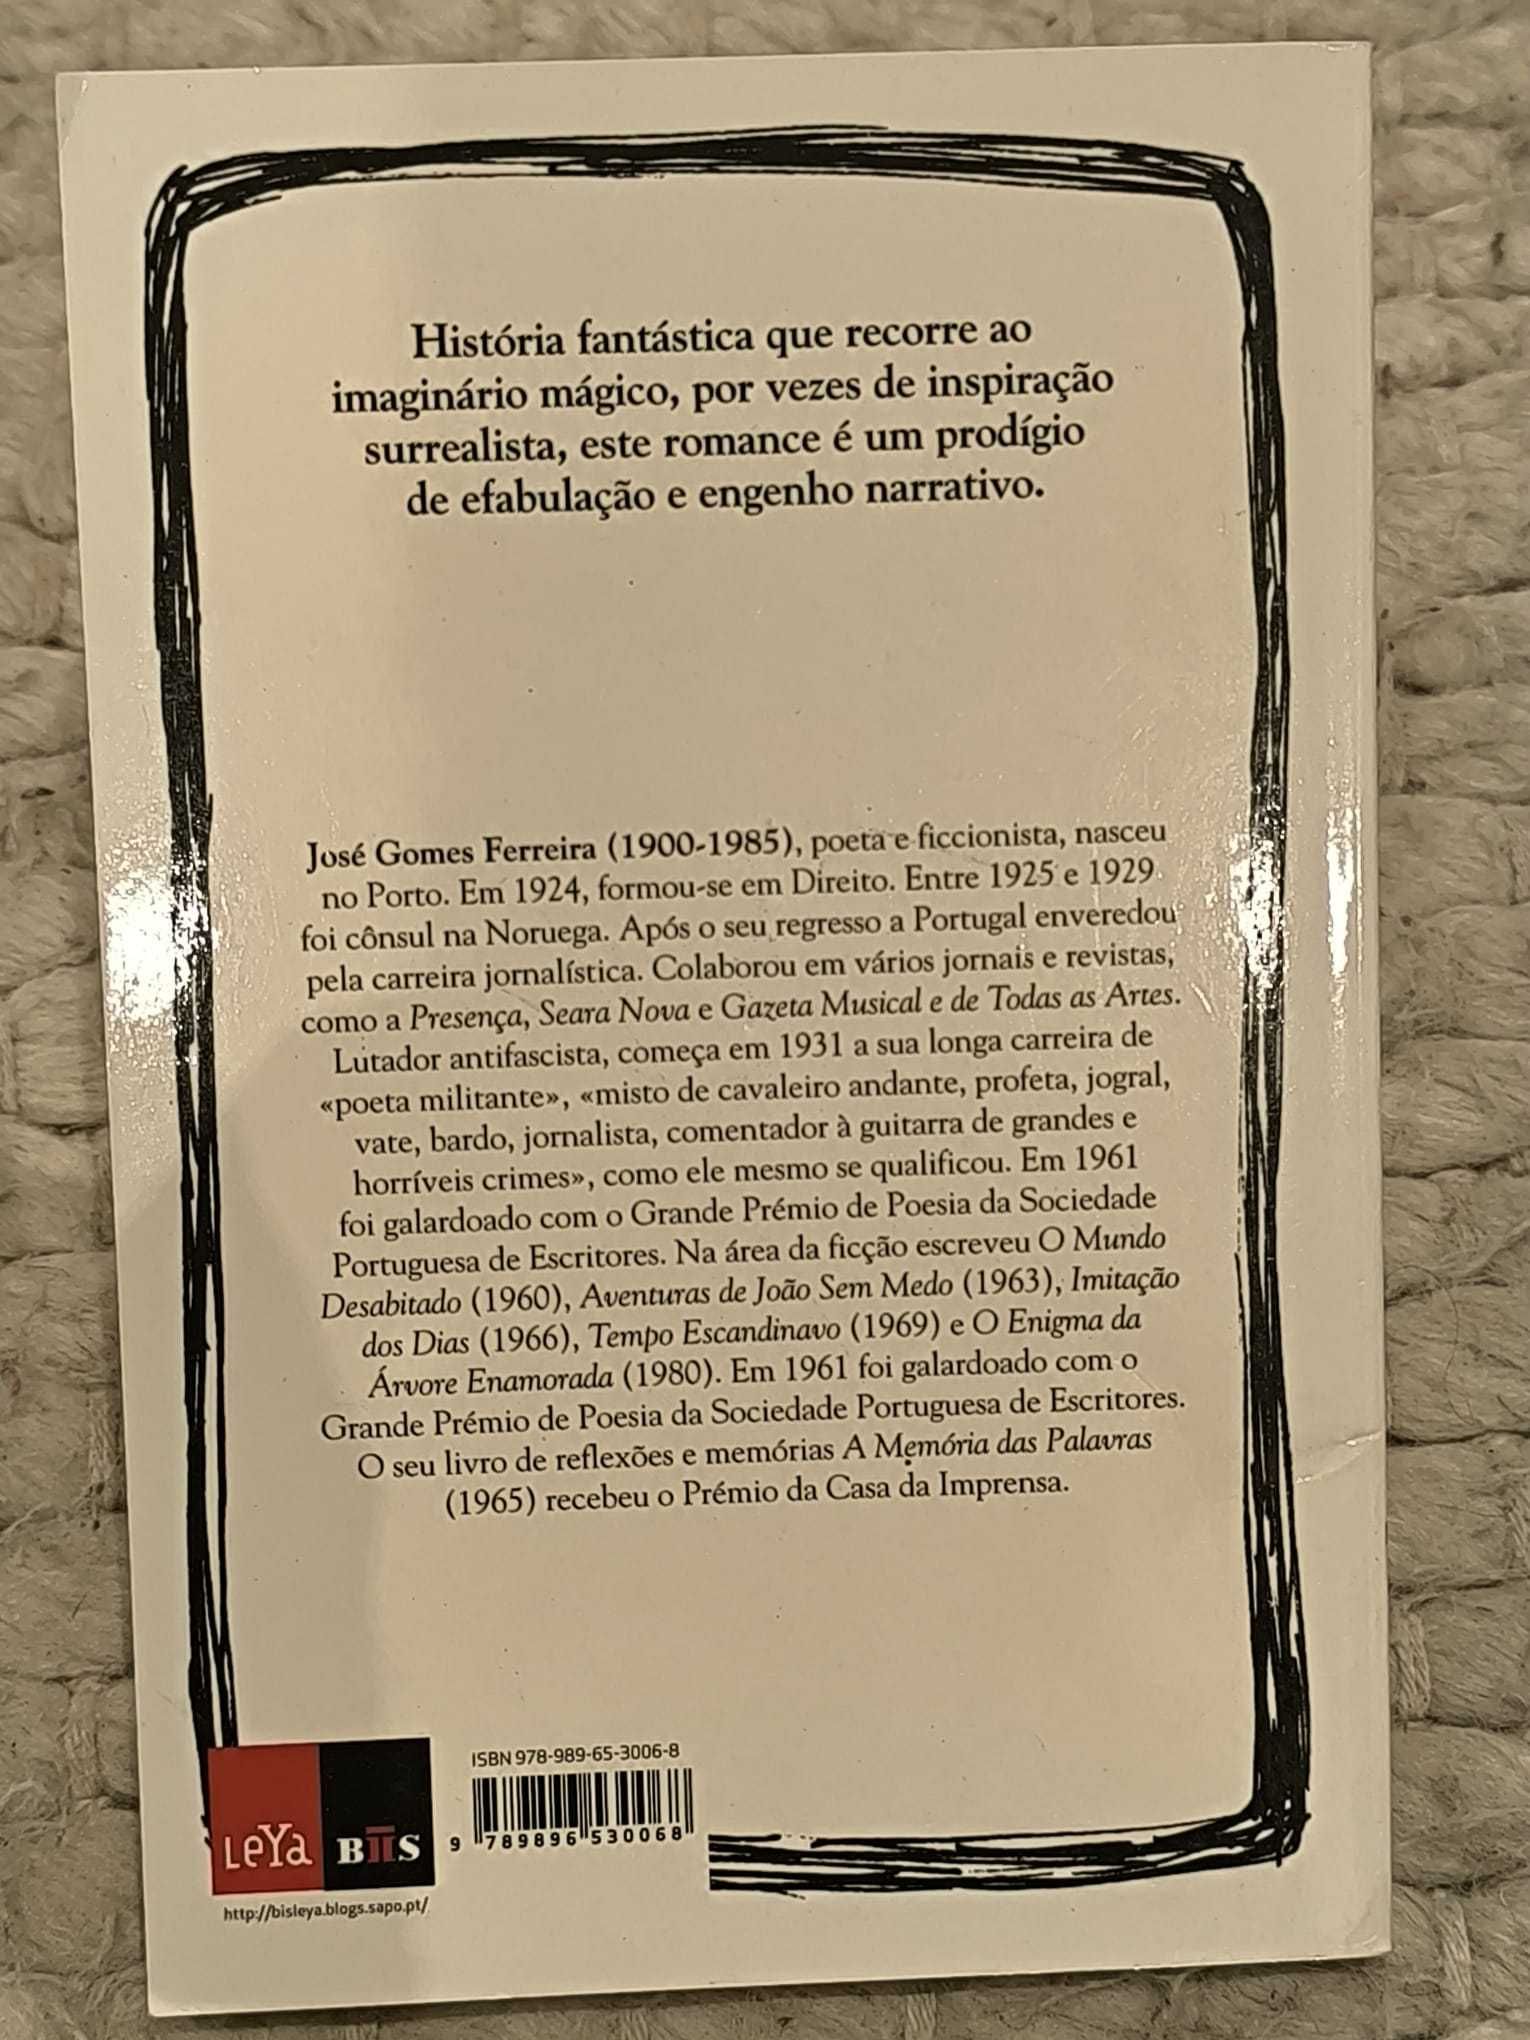 História fantástica que recorre ao
imaginário mágico, por vezes de inspiração
surrealista, este romance é um prodígio
de efabulação e engenho narrativo.
José Gomes Ferreira (1900-1985), poeta e ficcionista, nasceu
no Porto. Em 1924, formou-se em Direito. Entre 1925 e 1929
foi cônsul na Noruega. Após o seu regresso a Portugal enveredou
pela carreira jornalística. Colaborou em vários jornais e revistas,
como a Presença, Seara Nova e Gazeta Musical e de Todas as Artes.
Lutador antifascista, começa em 1931 a sua longa carreira de
«poeta militante», «misto de cavaleiro andante, profeta, jogral,
vate, bardo, jornalista, comentador à guitarra de grandes e
horríveis crimes», como ele mesmo se qualificou. Em 1961
foi galardoado com o Grande Prémio de Poesia da Sociedade
Portuguesa de Escritores. Na área da ficção escreveu O Mundo
Desabitado (1960), Aventuras de João Sem Medo (1963), Imitação
dos Dias (1966), Tempo Escandinavo (1969) e O Enigma da
Árvore Enamorada (1980). Em 1961 foi galardoado com o
Grande Prémio de Poesia da Sociedade Portuguesa de Escritores.
O seu livro de reflexões e memórias A Memória das Palavras
(1965) recebeu o Prémio da Casa da Imprensa.
ISBN 978-989-65-3006-8
9 789896 530068
LeYa BIIS
http://bisleya.blogs.sapo.pt/